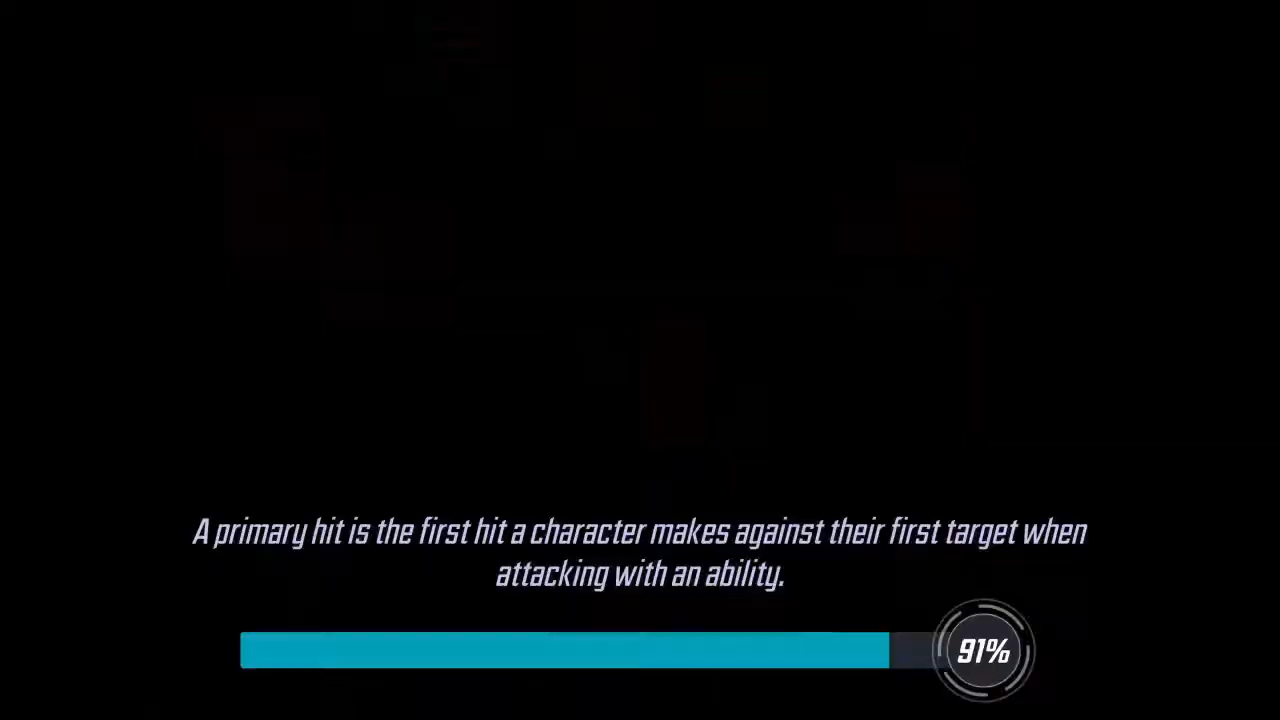 A primary hit is the first hit a character makes against their first target when
attacking with an ability.
91%